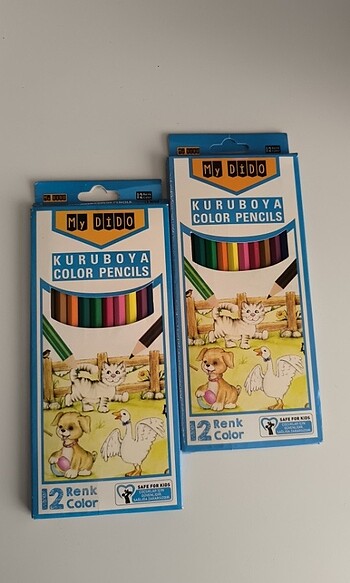 My DiDO
KURUBOYA
COLOR PENCILS
12 Renk
Color
SAFE FOR KIDS
My DiDO
KURUBOYA
COLOR PENCILS
12 Renk
Color
SAFE FOR KIDS